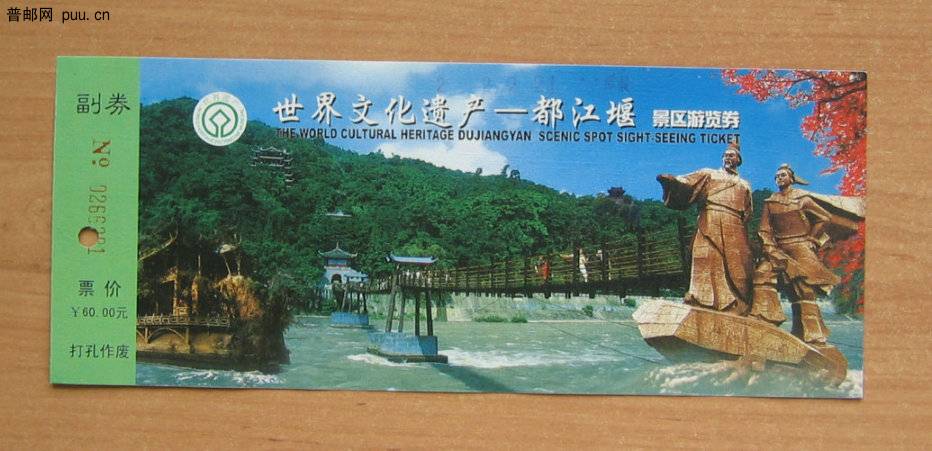 普邮网 puu.cn
副券
No
世界文化遗产—都江堰 景区游览券
THE WORLD CULTURAL HERITAGE DUJIANGYAN SCENIC SPOT SIGHT-SEEING TICKET
票价
￥60.00元
打孔作废